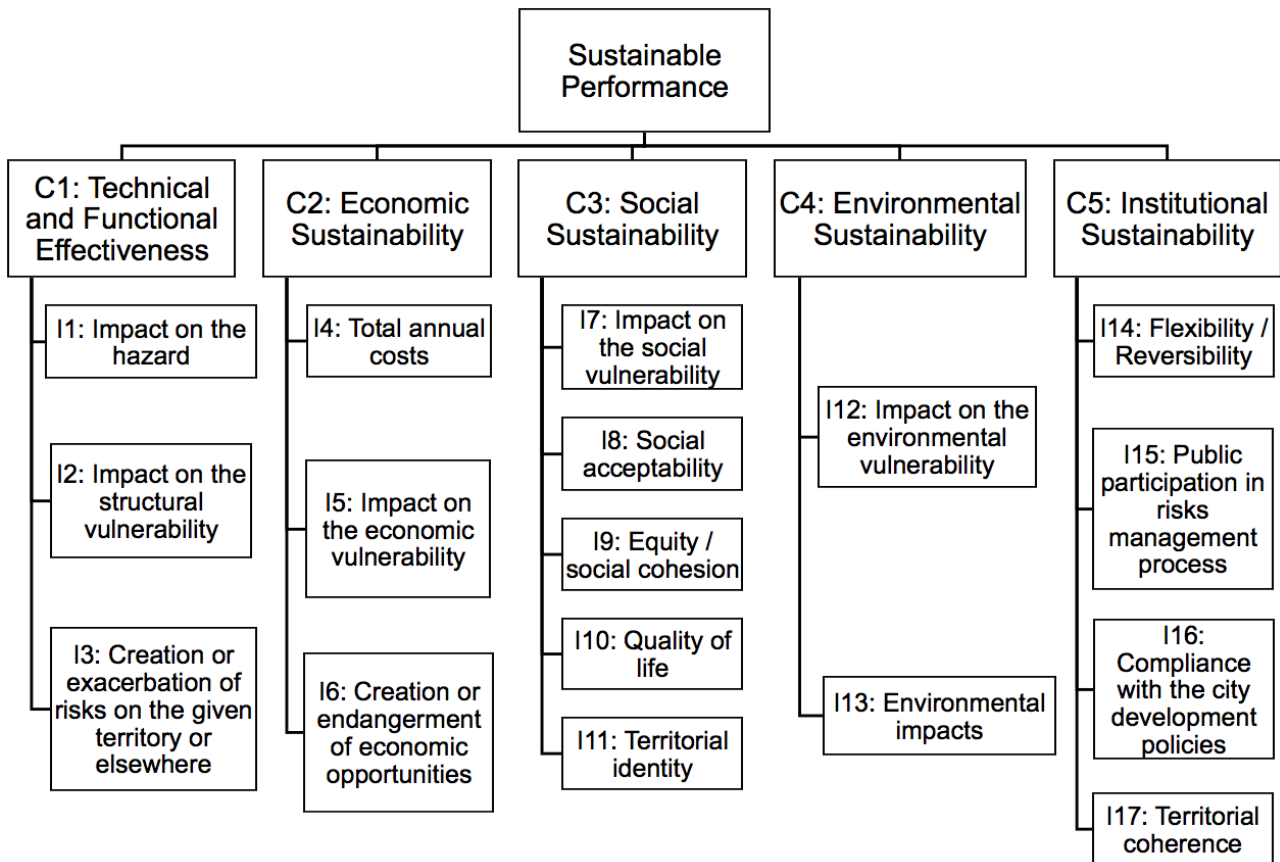 Sustainable
Performance
C1: Technical
and Functional
Effectiveness
I1: Impact on the
hazard
I2: Impact on the
structural
vulnerability
I3: Creation or
exacerbation of
risks on the given
territory or
elsewhere
C2: Economic
Sustainability
I4: Total annual
costs
I5: Impact on
the economic
vulnerability
I6: Creation or
endangerment
of economic
opportunities
C3: Social
Sustainability
I7: Impact on
the social
vulnerability
I8: Social
acceptability
I9: Equity /
social cohesion
I10: Quality of
life
I11: Territorial
identity
C4: Environmental
Sustainability
I12: Impact on the
environmental
vulnerability
I13: Environmental
impacts
C5: Institutional
Sustainability
I14: Flexibility /
Reversibility
I15: Public
participation in
risks
management
process
I16:
Compliance
with the city
development
policies
I17: Territorial
coherence